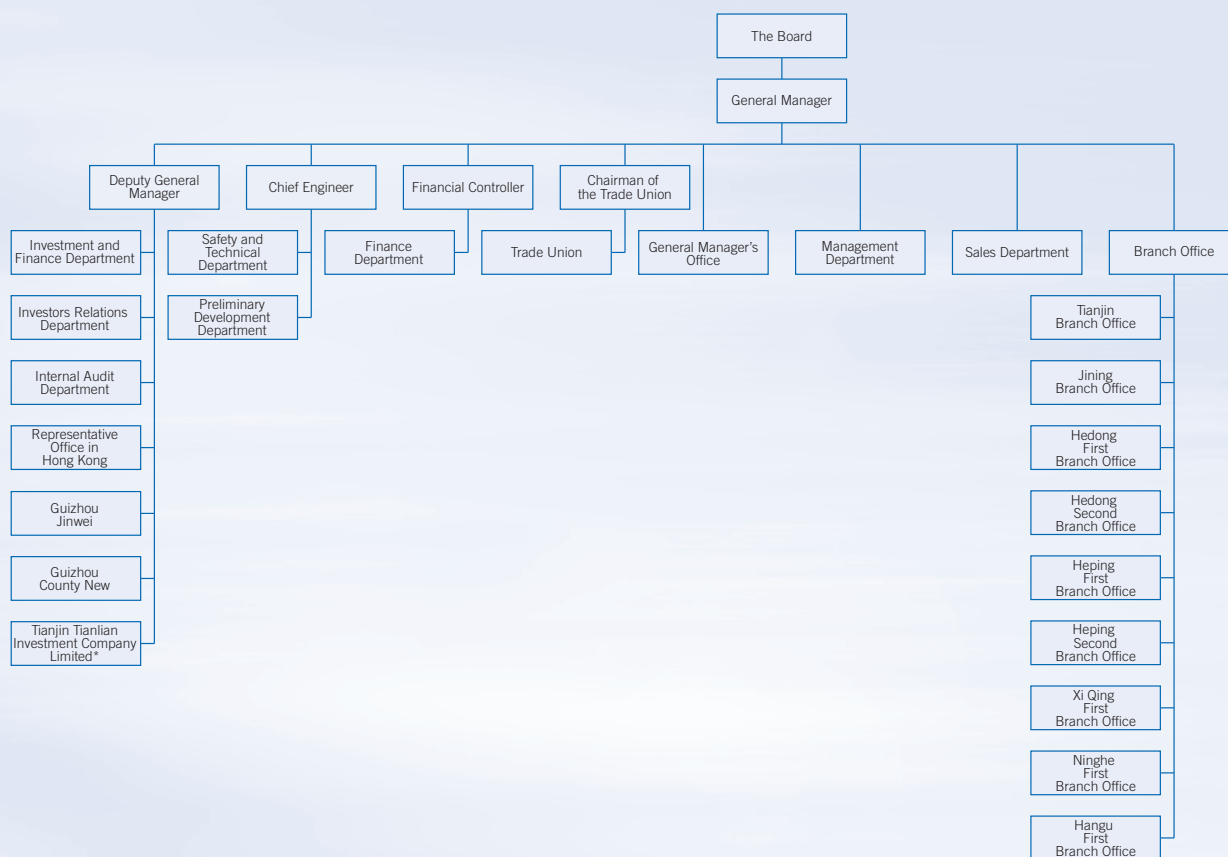 The Board
General Manager
Deputy General
Manager
Chief Engineer
Financial Controller
Chairman of
the Trade Union
Investment and
Finance Department
Safety and
Technical
Department
Finance
Department
Trade Union
General Manager's
Office
Management
Department
Sales Department
Branch Office
Investors Relations
Department
Preliminary
Development
Department
Tianjin
Branch Office
Internal Audit
Department
Jining
Branch Office
Representative
Office in
Hong Kong
Hedong
First
Branch Office
Guizhou
Jinwei
Hedong
Second
Branch Office
Guizhou
County New
Heping
First
Branch Office
Tianjin Tianlian
Investment Company
Limited*
Heping
Second
Branch Office
Xi Qing
First
Branch Office
Ninghe
First
Branch Office
Hangu
First
Branch Office